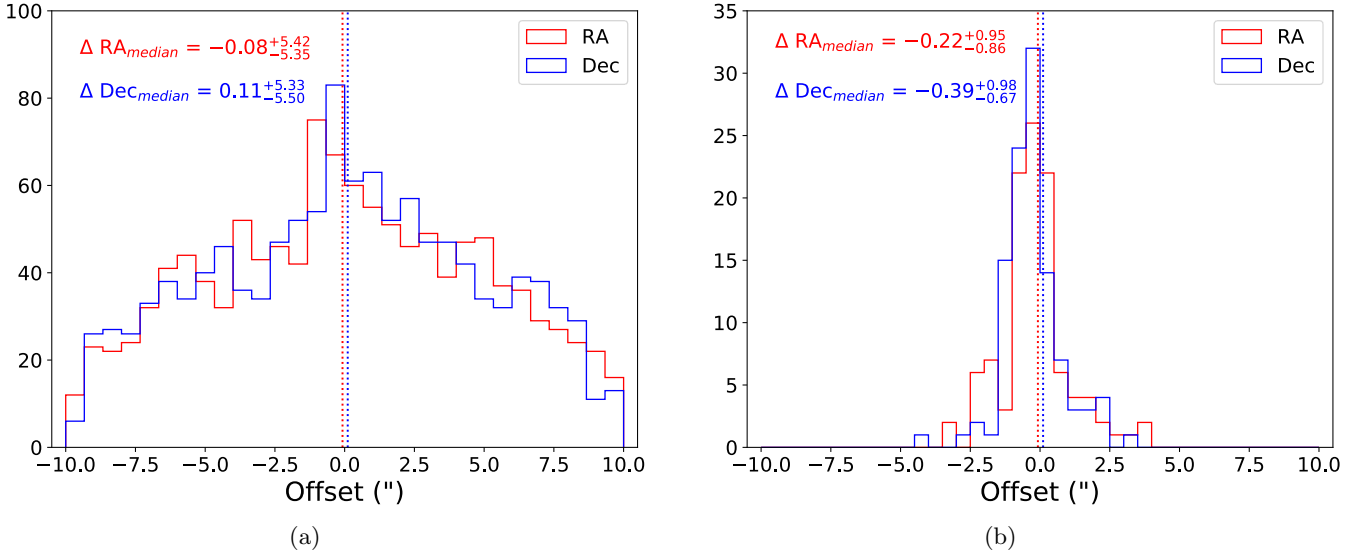 Δ RA_median = −0.08 +5.42 −5.35
Δ Dec_median = 0.11 +5.33 −5.50
RA
Dec
100
80
60
40
20
0
−10.0 −7.5 −5.0 −2.5 0.0 2.5 5.0 7.5 10.0
Offset (")
(a)
Δ RA_median = −0.22 +0.95 −0.86
Δ Dec_median = −0.39 +0.98 −0.67
RA
Dec
35
30
25
20
15
10
5
0
−10.0 −7.5 −5.0 −2.5 0.0 2.5 5.0 7.5 10.0
Offset (")
(b)